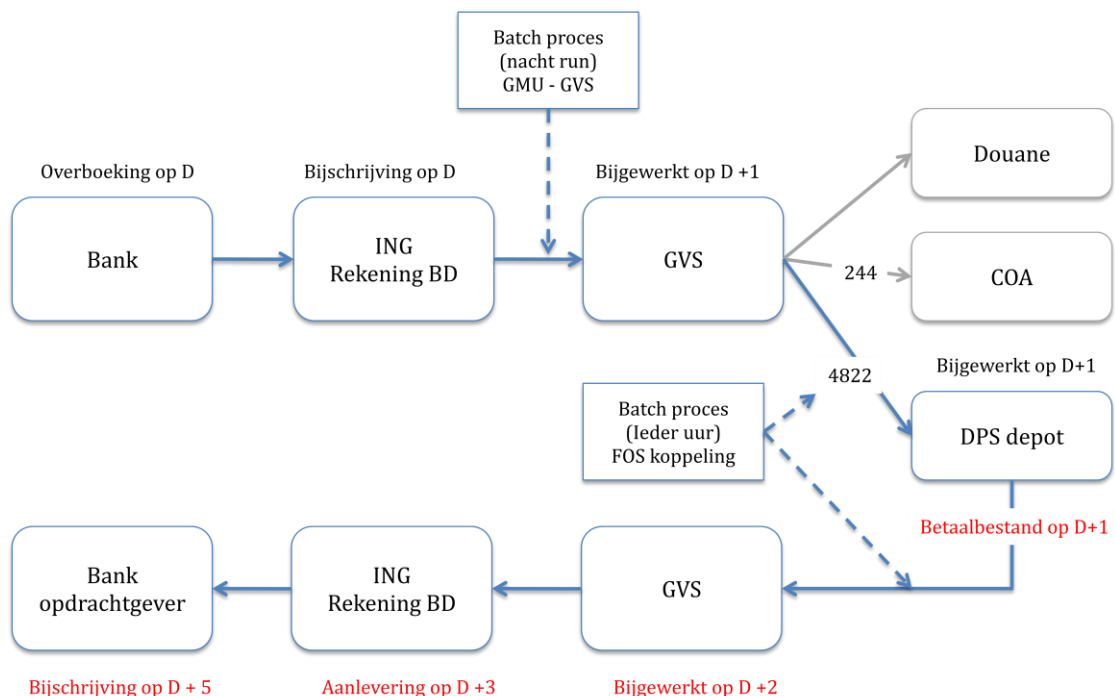 Batch proces
(nacht run)
GMU - GVS
Overboeking op D
Bijschrijving op D
Bijgewerkt op D +1
Douane
Bank
ING
Rekening BD
GVS
244
COA
4822
Bijgewerkt op D+1
Batch proces
(Ieder uur)
FOS koppeling
DPS depot
Betaalbestand op D+1
Bank
opdrachtgever
ING
Rekening BD
GVS
Bijschrijving op D + 5
Aanlevering op D +3
Bijgewerkt op D +2